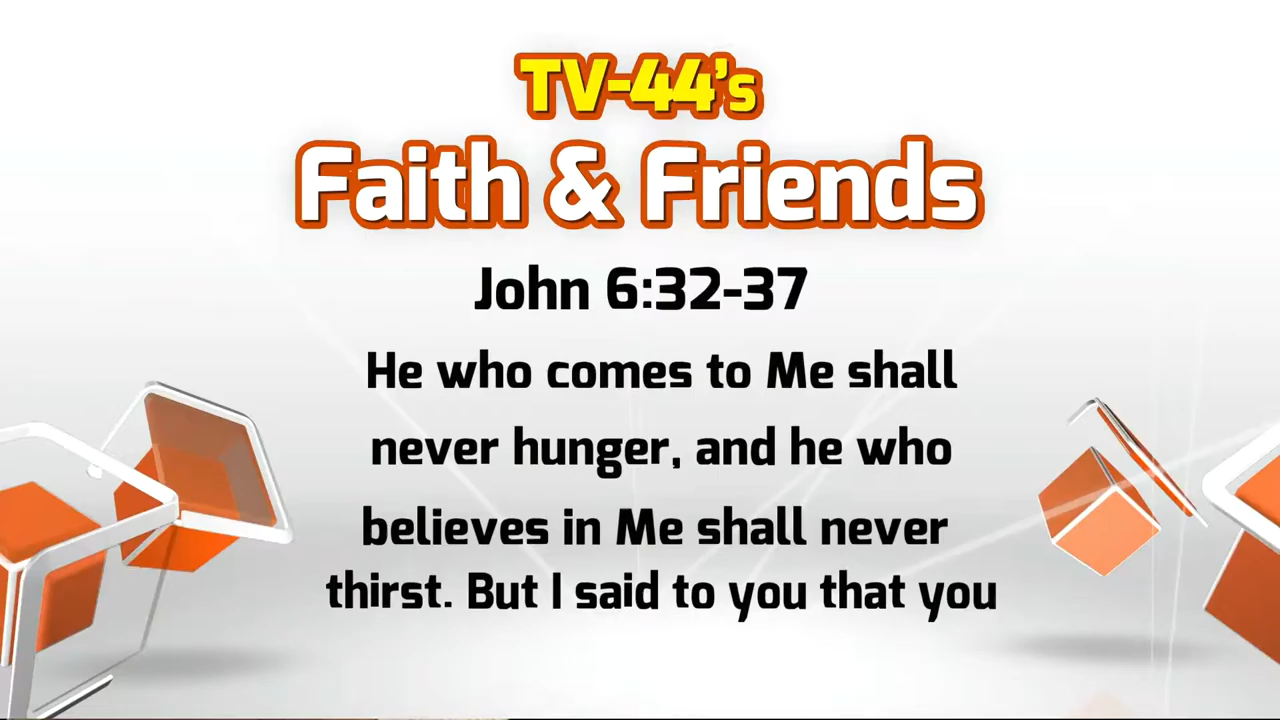 TV-44's
Faith & Friends
John 6:32-37
He who comes to Me shall
never hunger, and he who
believes in Me shall never
thirst. But I said to you that you